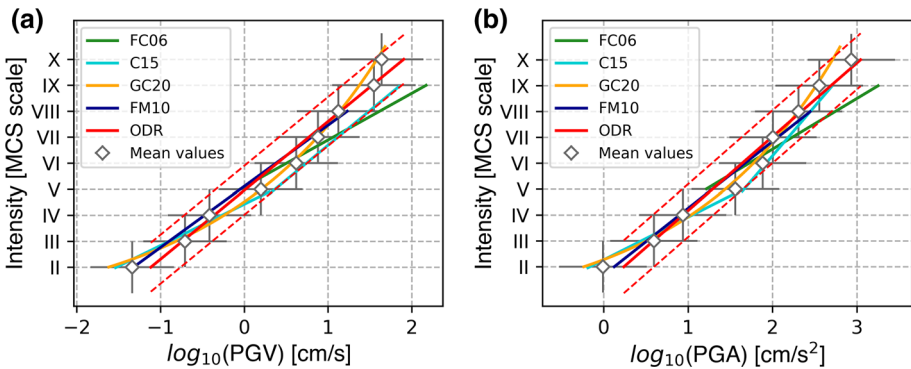 (a)
Intensity [MCS scale]
X
IX
VIII
VII
VI
V
IV
III
II
FC06
C15
GC20
FM10
ODR
Mean values
−2 −1 0 1 2
log10(PGV) [cm/s]
(b)
Intensity [MCS scale]
X
IX
VIII
VII
VI
V
IV
III
II
FC06
C15
GC20
FM10
ODR
Mean values
0 1 2 3
log10(PGA) [cm/s²]